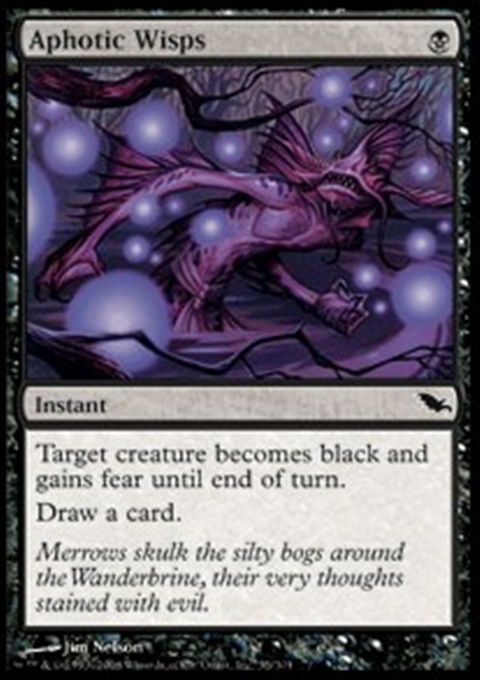 Aphotic Wisps
Instant
Target creature becomes black and
gains fear until end of turn.
Draw a card.
Merrows skulk the silty bogs around
the Wanderbrine, their very thoughts
stained with evil.
Jim Nelson